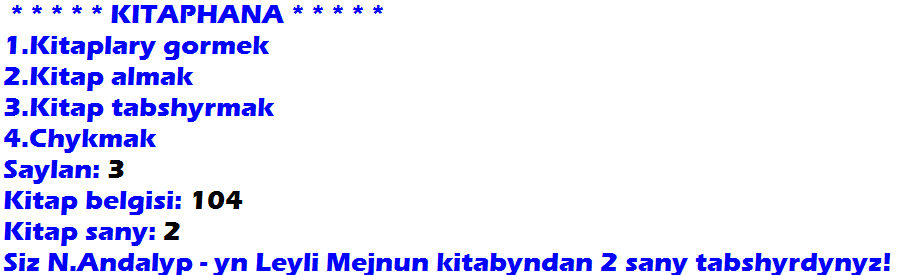 * * * * * KITAPHANA * * * * *
1.Kitaplary gormek
2.Kitap almak
3.Kitap tabshyrmak
4.Chykmak
Saylan: 3
Kitap belgisi: 104
Kitap sany: 2
Siz N.Andalyp - yn Leyli Mejnun kitabyndan 2 sany tabshyrdynyz!